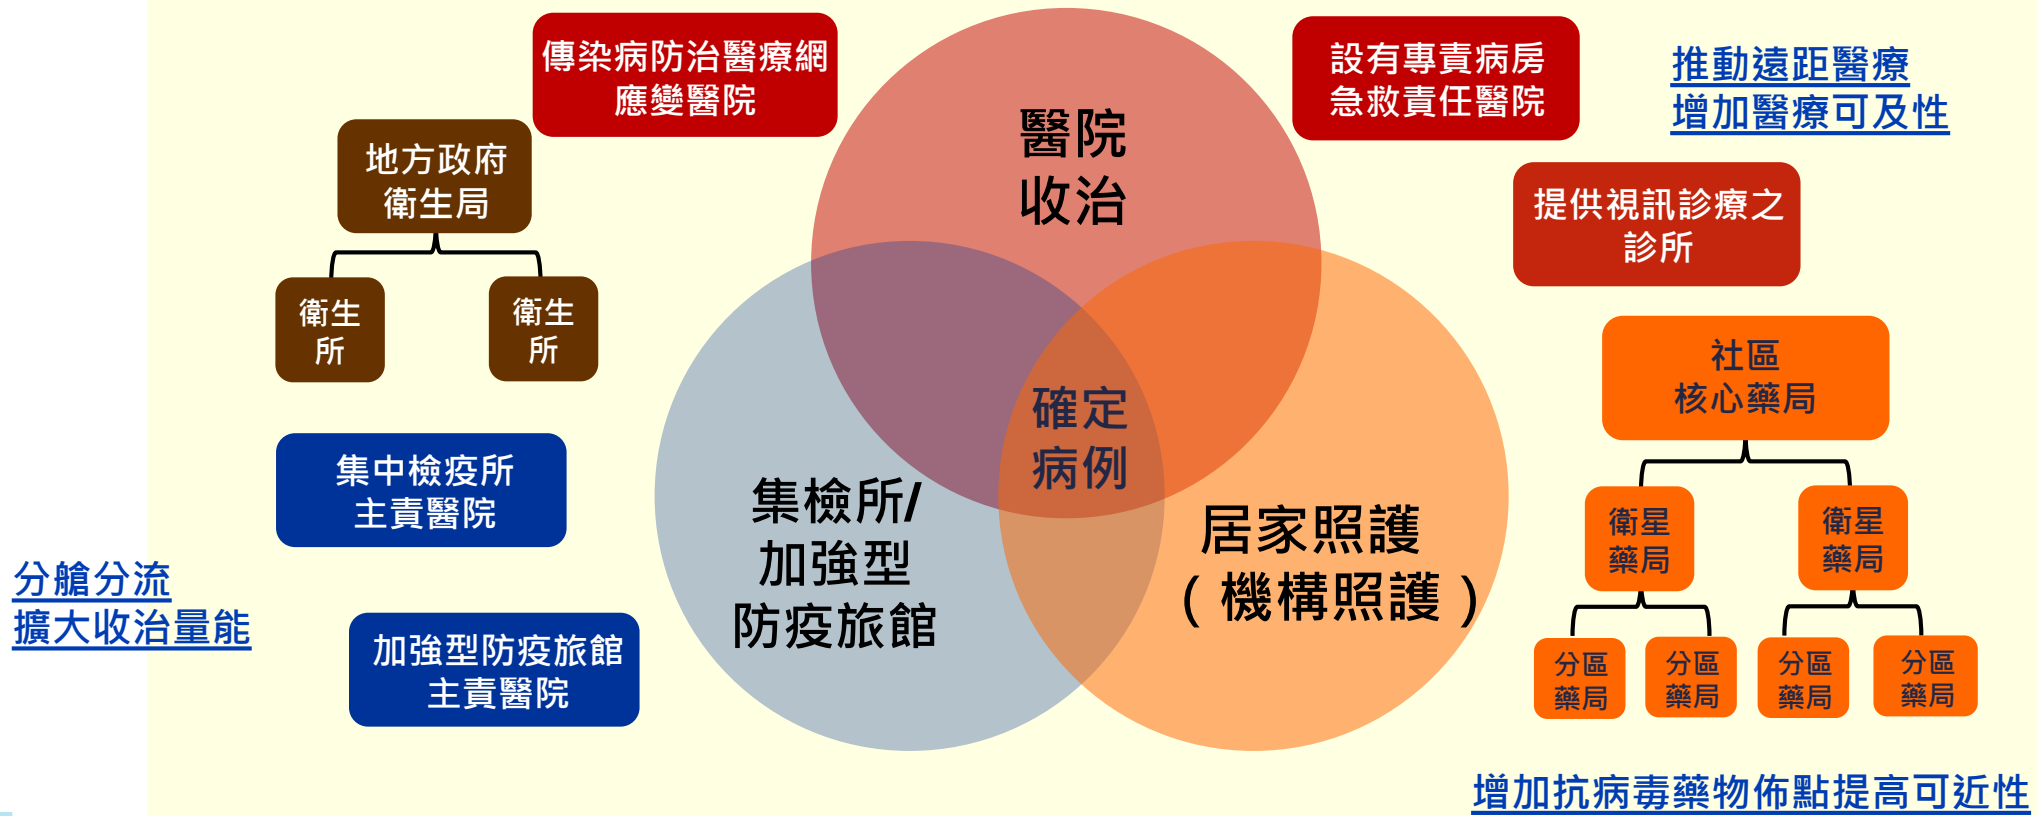 傳染病防治醫療網
應變醫院
設有專責病房
急救責任醫院
推動遠距醫療
增加醫療可及性
地方政府
衛生局
衛生
所
衛生
所
醫院
收治
提供視訊診療之
診所
社區
核心藥局
確定
病例
集中檢疫所
主責醫院
集檢所/
加強型
防疫旅館
居家照護
（機構照護）
衛星
藥局
衛星
藥局
分艙分流
擴大收治量能
加強型防疫旅館
主責醫院
分區
藥局
分區
藥局
分區
藥局
分區
藥局
增加抗病毒藥物佈點提高可近性